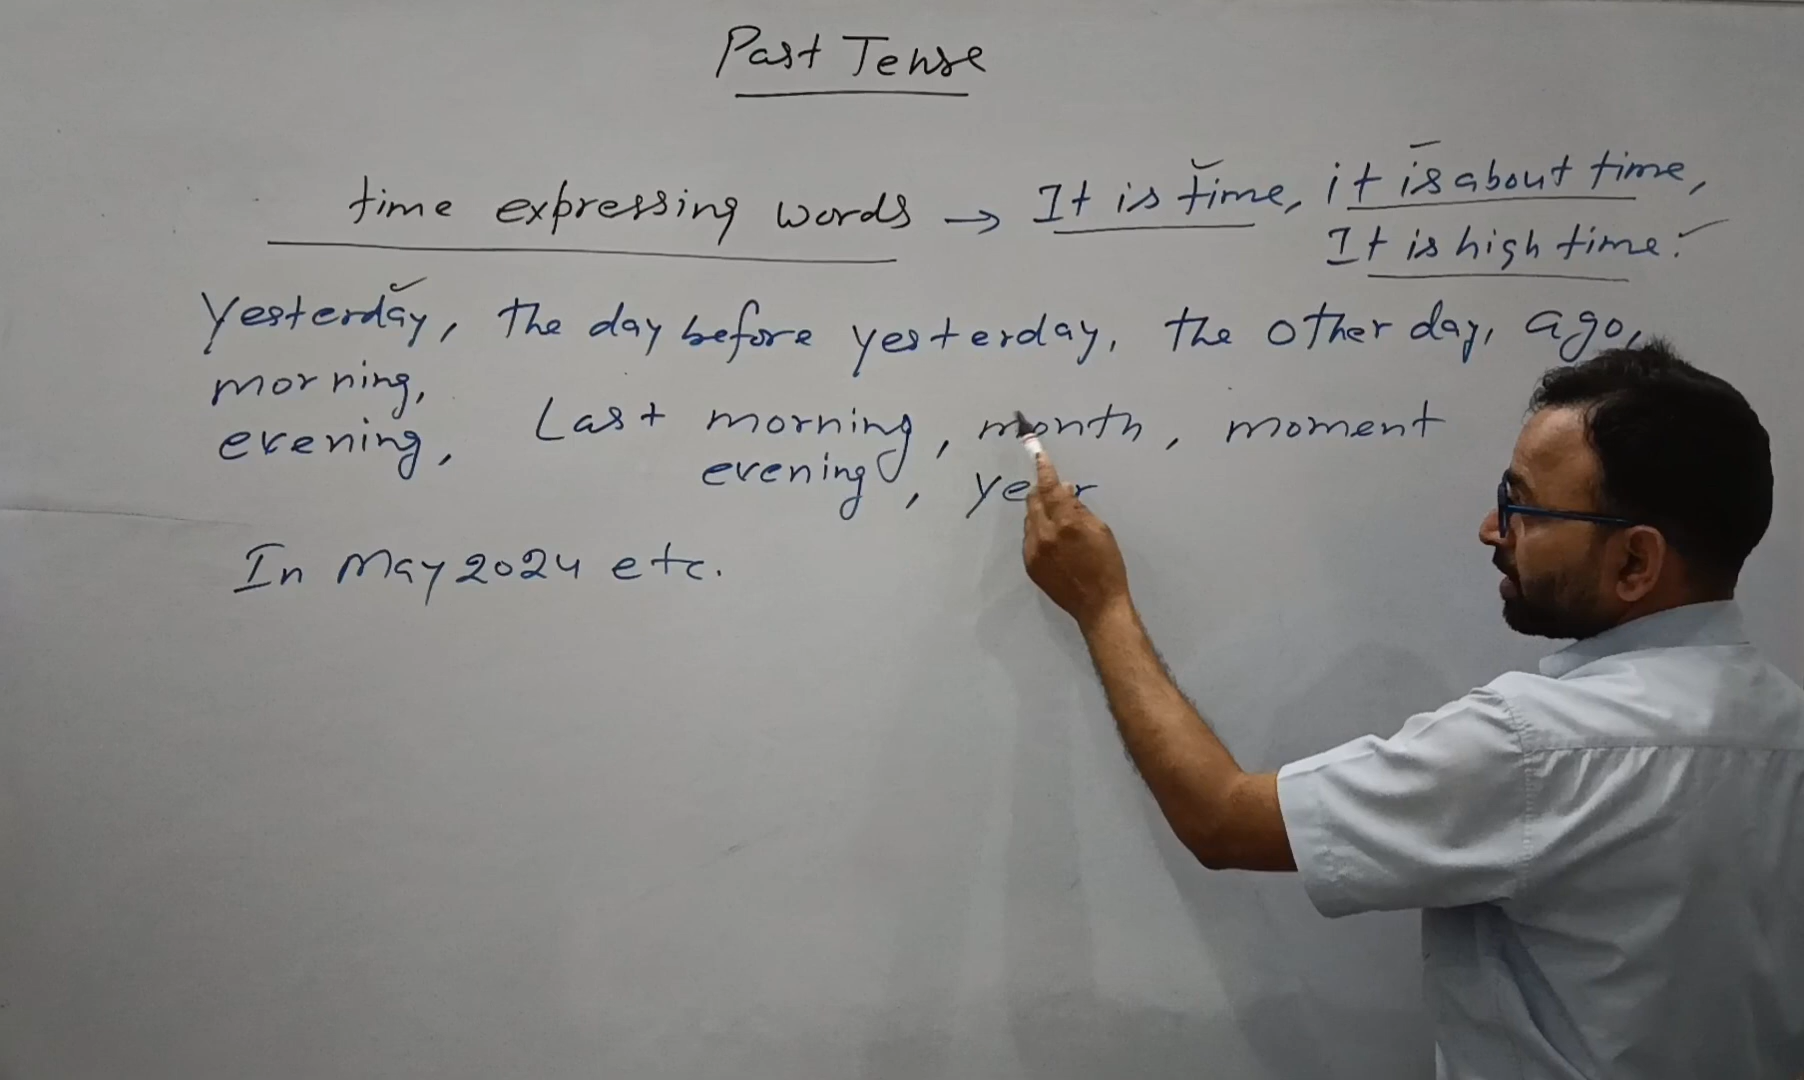 Past Tense
time expressing words → It is time, it is about time,
It is high time.
Yesterday, the day before yesterday, the other day, ago,
morning,
evening, Last morning, month, moment
evening, year
In May 2024 etc.